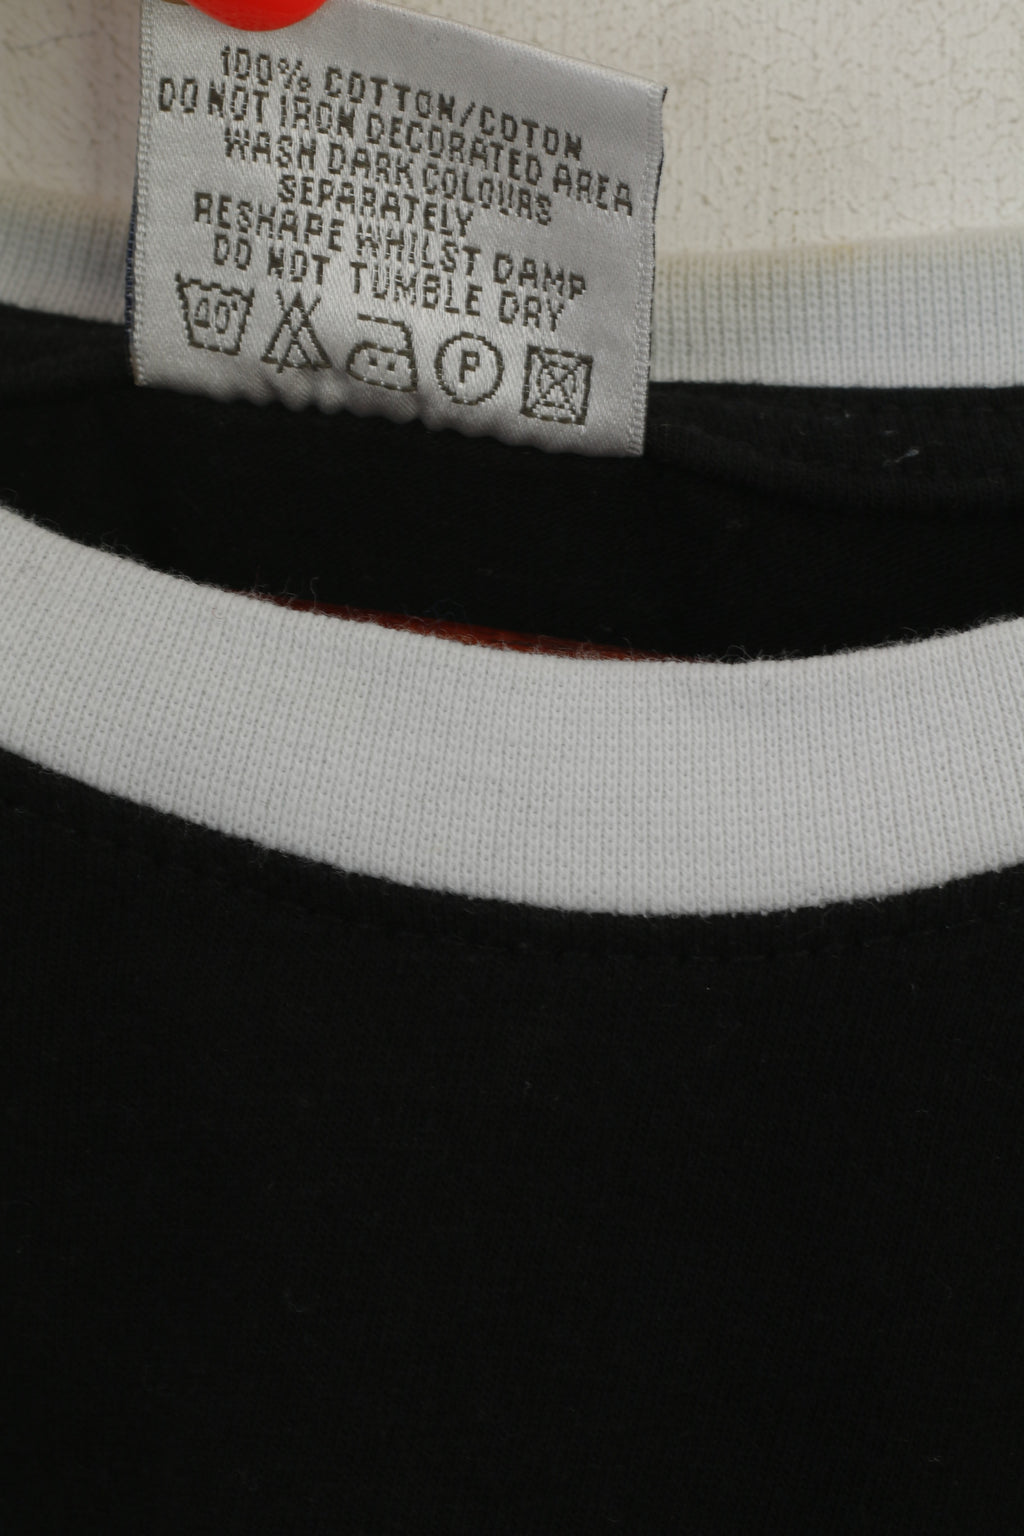 100% COTTON/COTON
DO NOT IRON DECORATED AREA
WASH DARK COLOURS
SEPARATELY
RESHAPE WHILST DAMP
DO NOT TUMBLE DRY
40° P